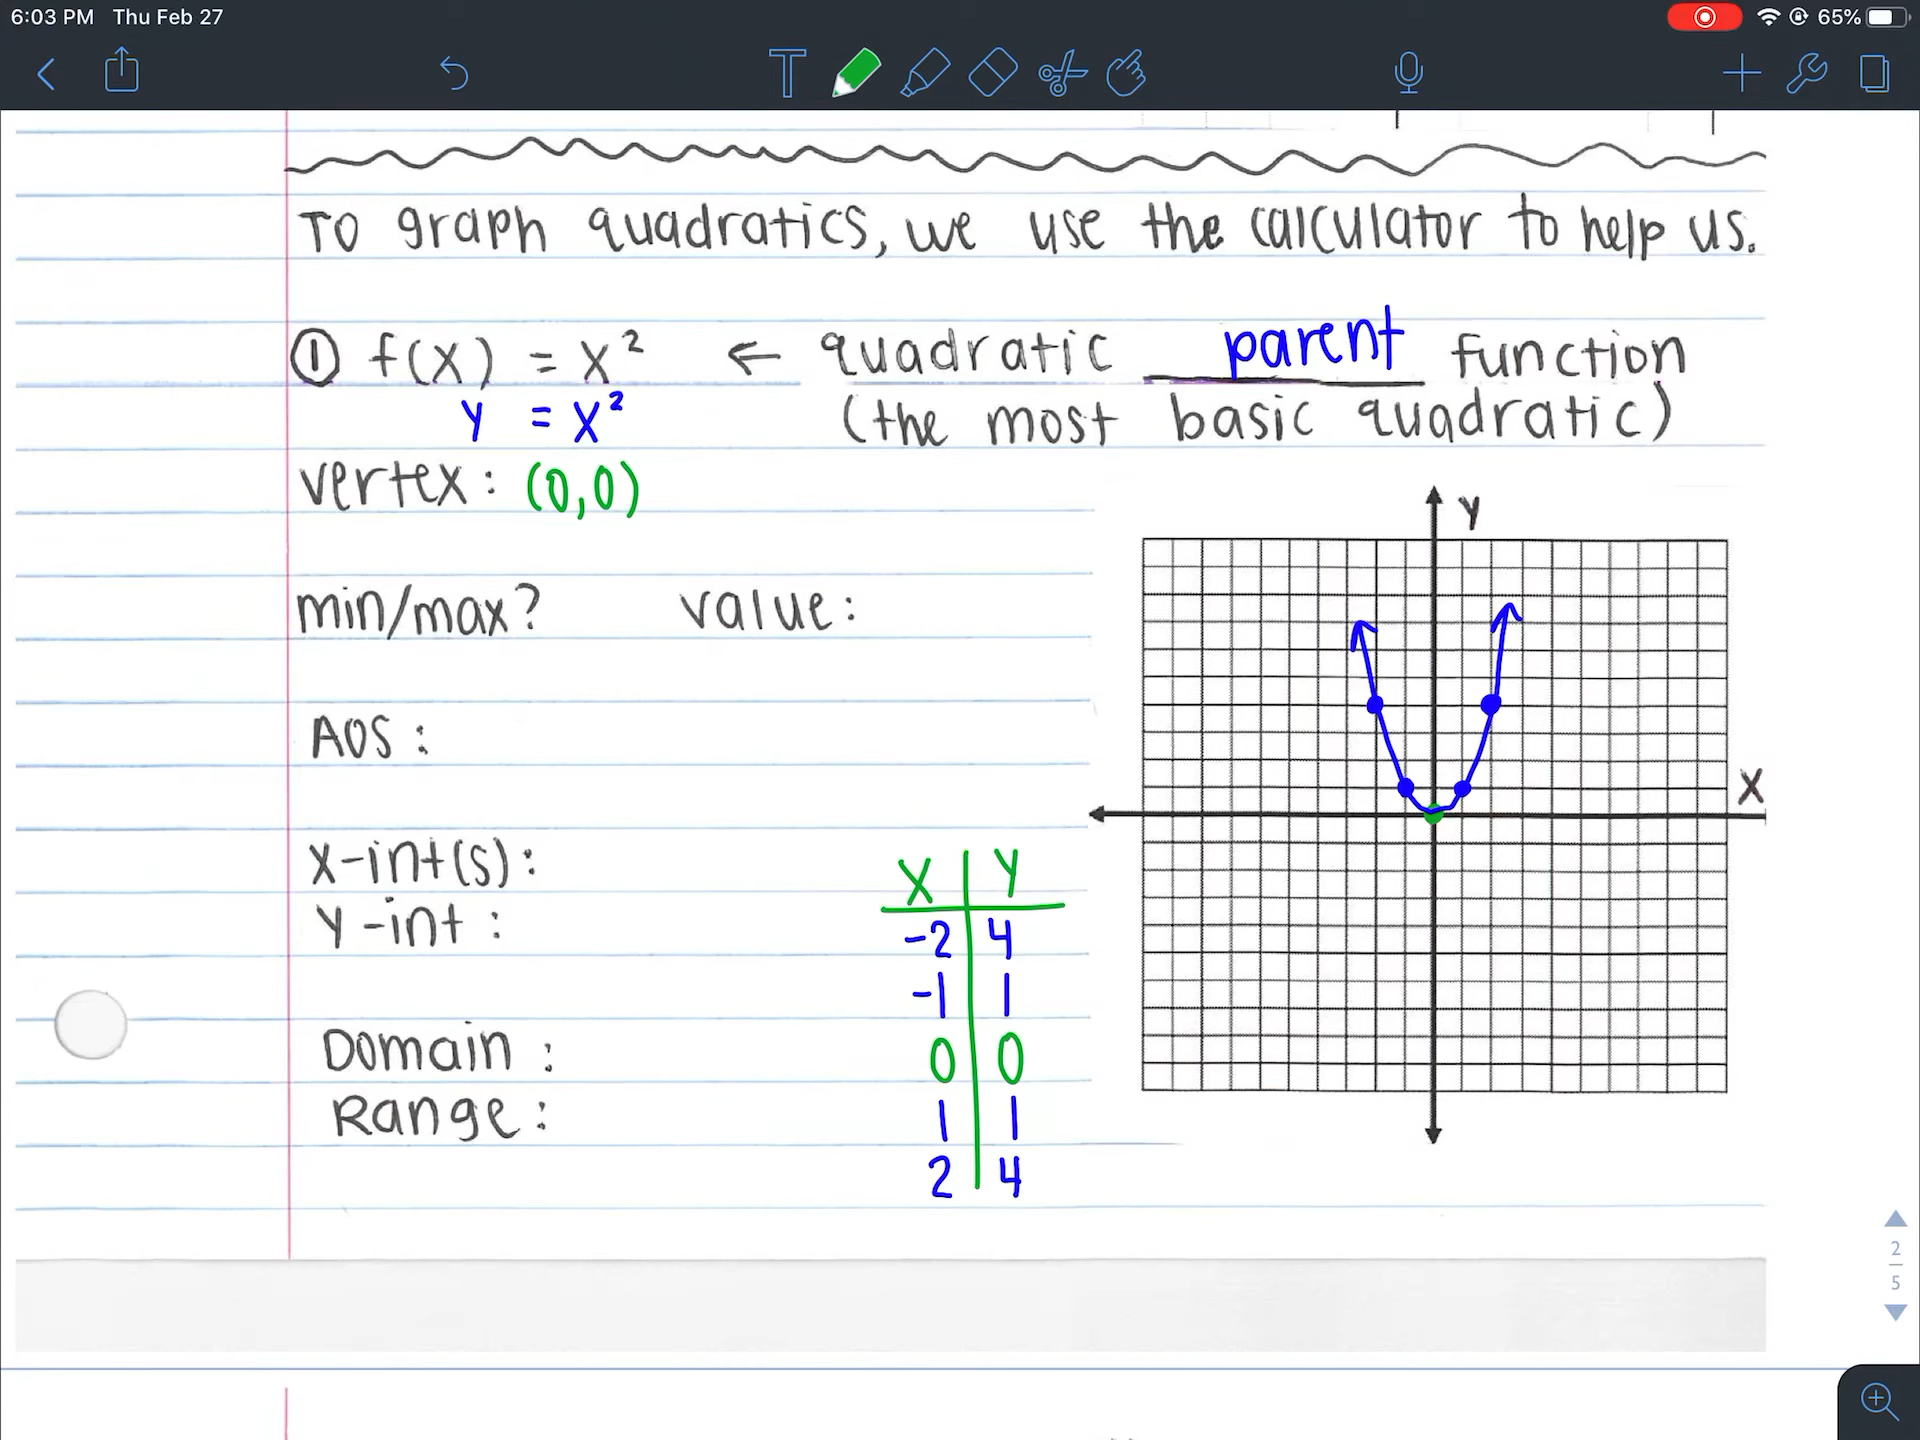 6:03 PM Thu Feb 27
65%
T
To graph quadratics, we use the calculator to help us.
① f(x) = x² ← quadratic parent function
y = x² (the most basic quadratic)
vertex: (0,0)
Y
min/max? value:
AOS:
X
x-int(s):
Y-int:
X | Y
-2 | 4
-1 | 1
0 | 0
1 | 1
2 | 4
Domain:
Range:
2
5